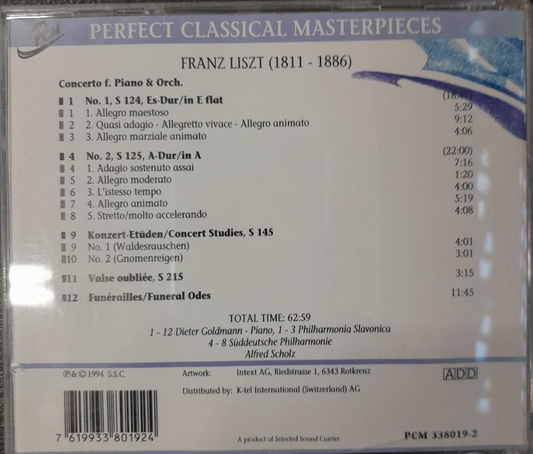 PERFECT CLASSICAL MASTERPIECES
FRANZ LISZT (1811 - 1886)
Concerto f. Piano & Orch.
1 No. 1, S 124, Es-Dur/in E flat
1 1. Allegro maestoso 5:29
2 2. Quasi adagio - Allegretto vivace - Allegro animato 9:12
3 3. Allegro marziale animato 4:06
4 No. 2, S 125, A-Dur/in A (22:00)
4 1. Adagio sostenuto assai 7:16
5 2. Allegro moderato 1:20
6 3. L'istesso tempo 4:00
7 4. Allegro animato 5:19
8 5. Stretto/molto accelerando 4:08
9 Konzert-Etüden/Concert Studies, S 145
9 No. 1 (Waldesrauschen) 4:01
10 No. 2 (Gnomenreigen) 3:01
11 Valse oubliée, S 215 3:15
12 Funérailles/Funeral Odes 11:45
TOTAL TIME: 62:59
1 - 12 Dieter Goldmann - Piano, 1 - 3 Philharmonia Slavonica
4 - 8 Süddeutsche Philharmonie
Alfred Scholz
℗ & © 1994 S.S.C. Artwork: Intext AG, Riedstrasse 1, 6343 Rotkreuz ADD
Distributed by: K-tel International (Switzerland) AG
7 619933 801924
A product of Selected Sound Carrier PCM 338019-2